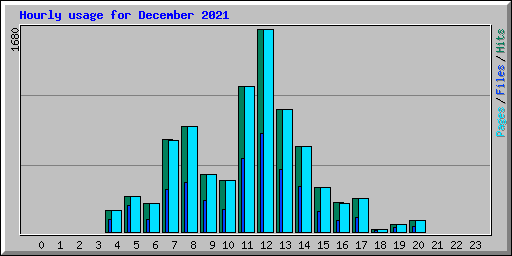 Hourly usage for December 2021
1680
Pages/Files/Hits
0 1 2 3 4 5 6 7 8 9 10 11 12 13 14 15 16 17 18 19 20 21 22 23